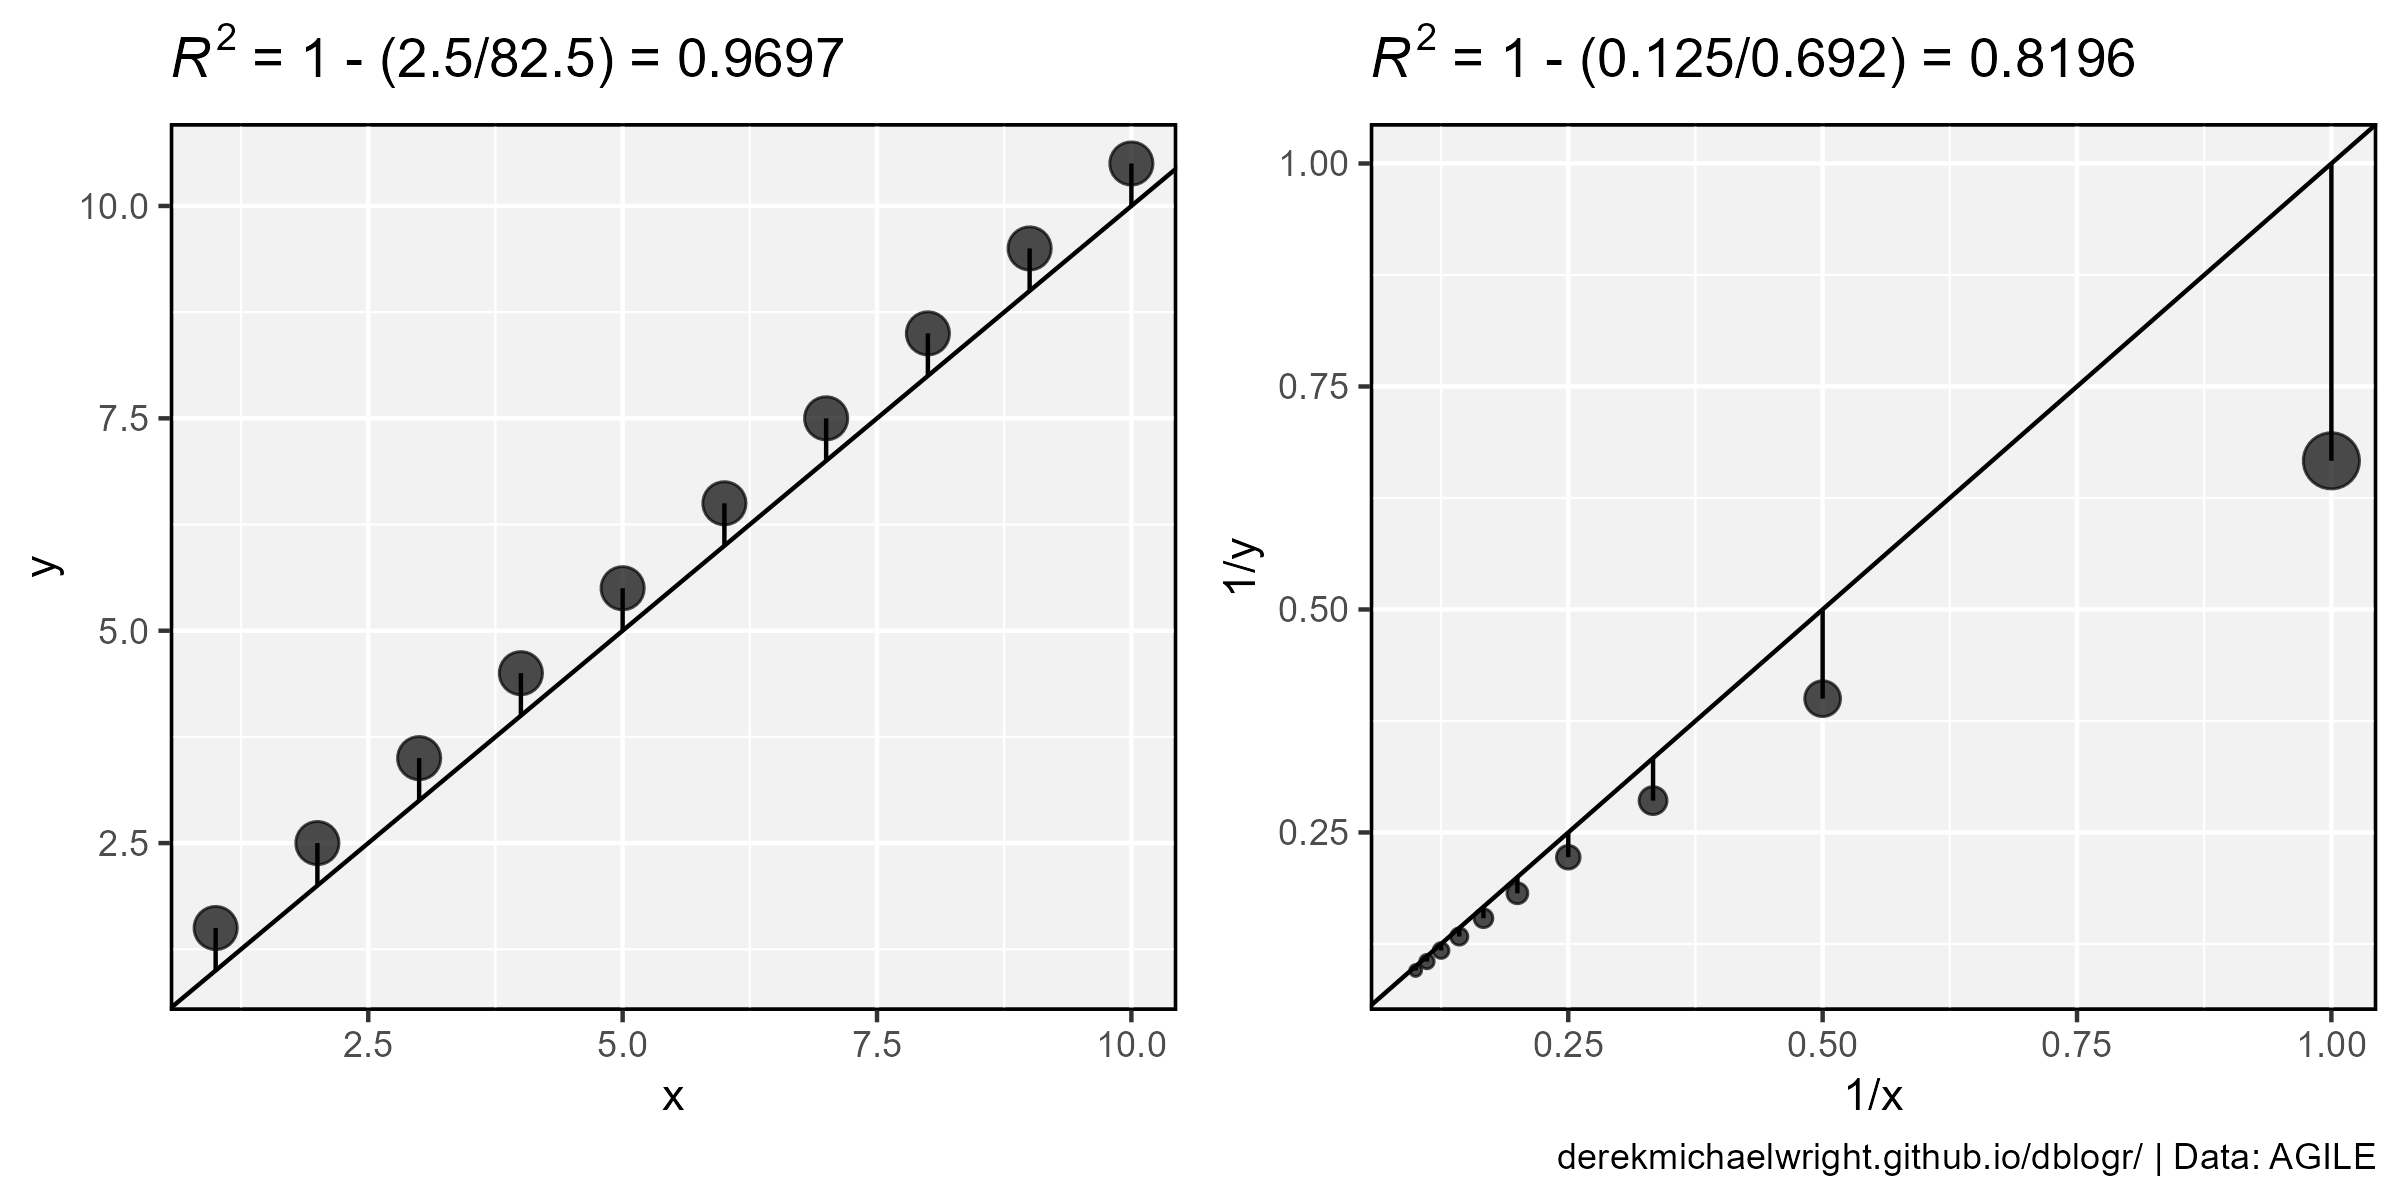 R² = 1 - (2.5/82.5) = 0.9697
10.0
7.5
5.0
2.5
y
2.5 5.0 7.5 10.0
x
R² = 1 - (0.125/0.692) = 0.8196
1.00
0.75
0.50
0.25
1/y
0.25 0.50 0.75 1.00
1/x
derekmichaelwright.github.io/dblogr/ | Data: AGILE